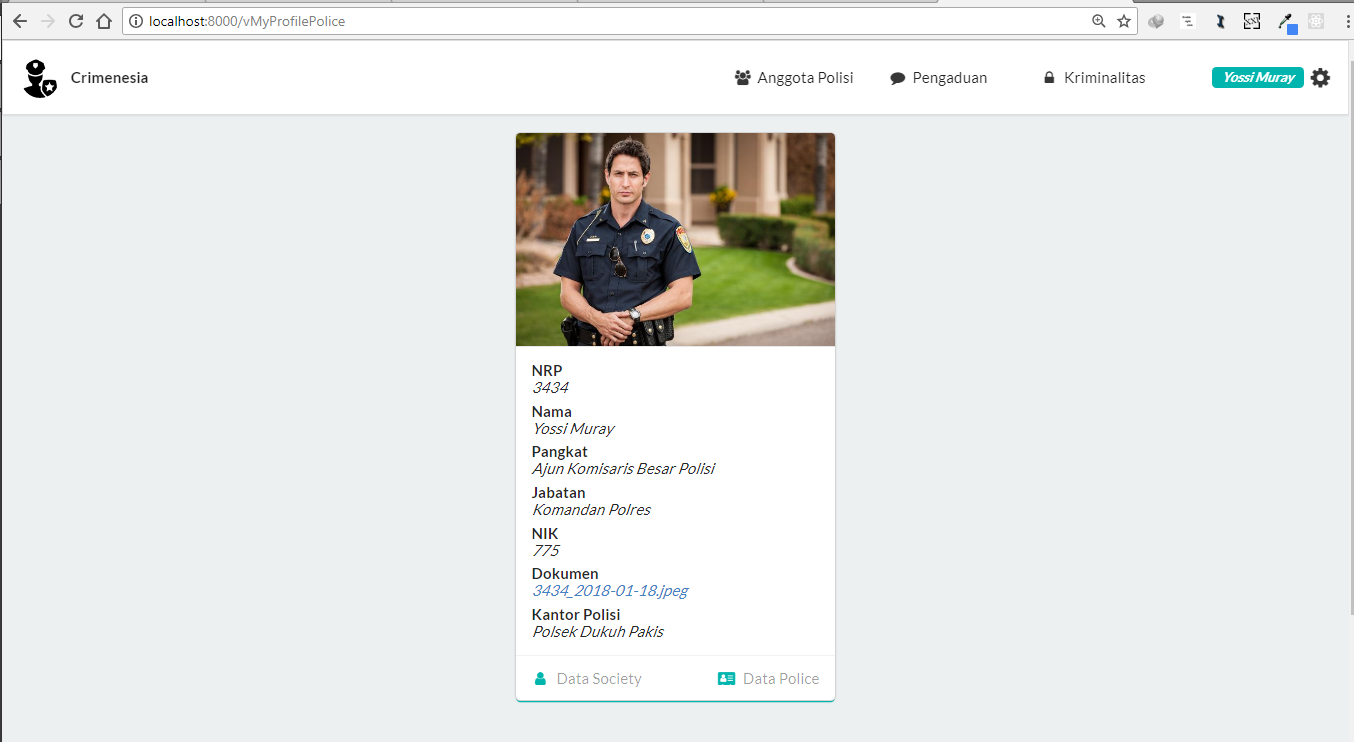 localhost:8000/vMyProfilePolice
Crimenesia
Anggota Polisi
Pengaduan
Kriminalitas
Yossi Muray
NRP
3434
Nama
Yossi Muray
Pangkat
Ajun Komisaris Besar Polisi
Jabatan
Komandan Polres
NIK
775
Dokumen
3434_2018-01-18.jpeg
Kantor Polisi
Polsek Dukuh Pakis
Data Society
Data Police